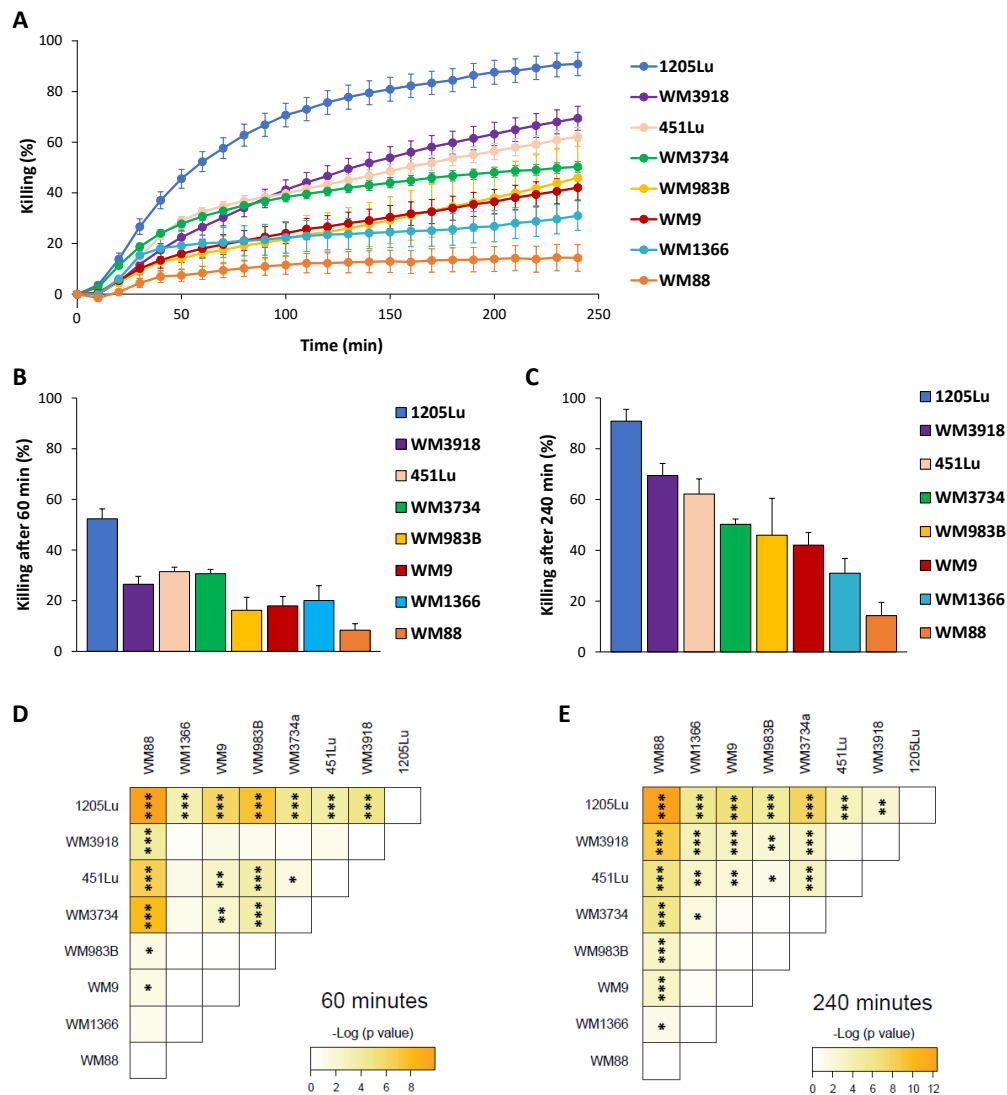 A
Killing (%)
100
80
60
40
20
0
0
50
100
150
200
250
Time (min)
1205Lu
WM3918
451Lu
WM3734
WM983B
WM9
WM1366
WM88
B
Killing after 60 min (%)
100
80
60
40
20
0
1205Lu
WM3918
451Lu
WM3734
WM983B
WM9
WM1366
WM88
C
Killing after 240 min (%)
100
80
60
40
20
0
1205Lu
WM3918
451Lu
WM3734
WM983B
WM9
WM1366
WM88
D
WM88
WM1366
WM9
WM983B
WM3734a
451Lu
WM3918
1205Lu
1205Lu *** *** *** *** *** *** ***
WM3918 ***
451Lu *** ** *** *
WM3734 *** ** ***
WM983B *
WM9 *
WM1366
WM88
60 minutes
-Log (p value)
0 2 4 6 8
E
WM88
WM1366
WM9
WM983B
WM3734a
451Lu
WM3918
1205Lu
1205Lu *** *** *** *** *** *** **
WM3918 *** *** *** ** ***
451Lu *** ** ** * ***
WM3734 *** *
WM983B ***
WM9 ***
WM1366 *
WM88
240 minutes
-Log (p value)
0 2 4 6 8 10 12